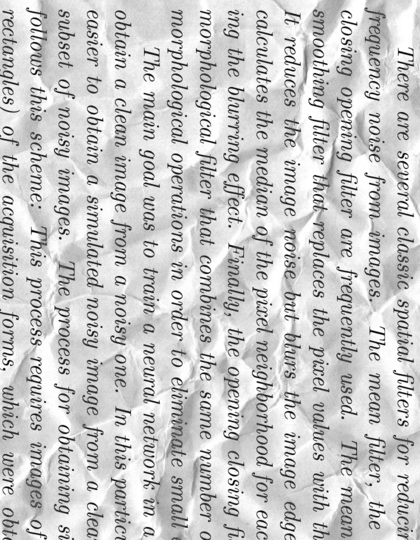 There are several classic spatial filters for reducin
frequency noise from images. The mean filter, the
closing opening filter are frequently used. The mean
smoothing filter that replaces the pixel values with th
It reduces the image noise but blurs the image edge
calculates the median of the pixel neighborhood for eac
ing the blurring effect. Finally, the opening closing fi
morphological filter that combines the same number o
morphological operations in order to eliminate small
The main goal was to train a neural network in a
obtain a clean image from a noisy one. In this particu
easier to obtain a simulated noisy image from a clea
subset of noisy images. The process for obtaining si
follows this scheme. This process requires images of
rectangles) of the acquisition forms, which were obt